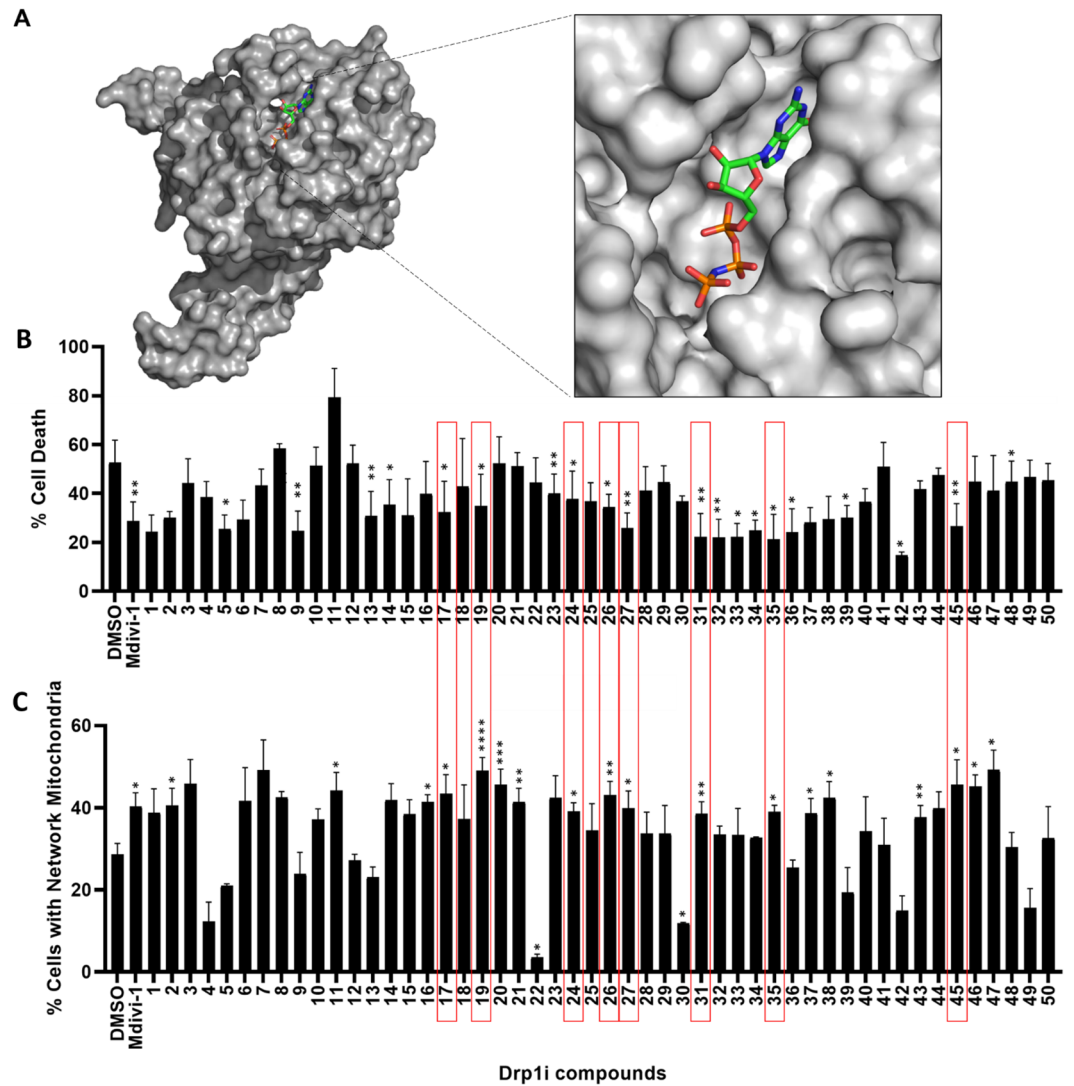 A
B
% Cell Death
100
80
60
40
20
0
** * ** ** * * * ** * * ** ** ** * * * * * * ** *
DMSO Mdivi-1 1 2 3 4 5 6 7 8 9 10 11 12 13 14 15 16 17 18 19 20 21 22 23 24 25 26 27 28 29 30 31 32 33 34 35 36 37 38 39 40 41 42 43 44 45 46 47 48 49 50
C
% Cells with Network Mitochondria
60
40
20
0
* * * * * **** *** ** * * ** * * ** * * * ** * * *
DMSO Mdivi-1 1 2 3 4 5 6 7 8 9 10 11 12 13 14 15 16 17 18 19 20 21 22 23 24 25 26 27 28 29 30 31 32 33 34 35 36 37 38 39 40 41 42 43 44 45 46 47 48 49 50
Drp1i compounds